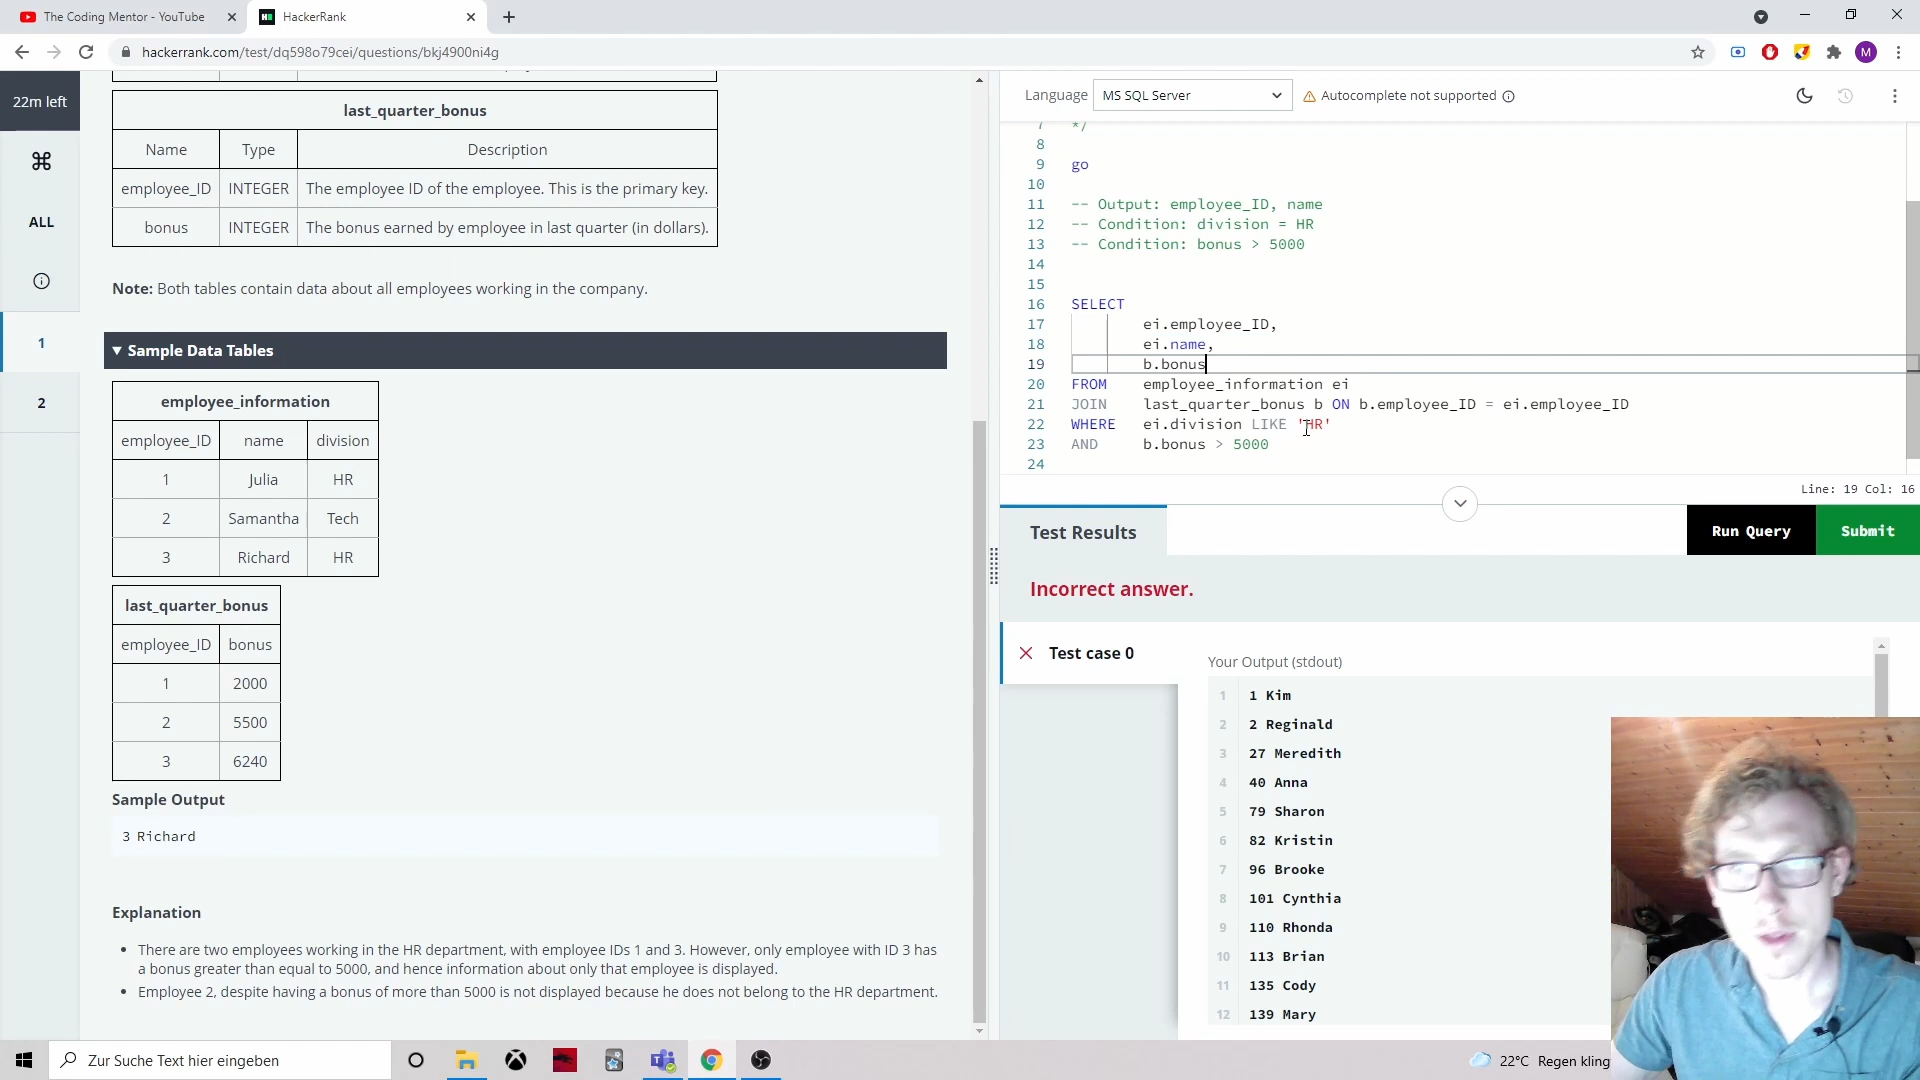 The Coding Mentor - YouTube
HackerRank
hackerrank.com/test/dq598o79cei/questions/bkj4900ni4g
M
22m left
ALL
1
2
last_quarter_bonus
Name Type Description
employee_ID INTEGER The employee ID of the employee. This is the primary key.
bonus INTEGER The bonus earned by employee in last quarter (in dollars).
Note: Both tables contain data about all employees working in the company.
Sample Data Tables
employee_information
employee_ID name division
1 Julia HR
2 Samantha Tech
3 Richard HR
last_quarter_bonus
employee_ID bonus
1 2000
2 5500
3 6240
Sample Output
3 Richard
Explanation
There are two employees working in the HR department, with employee IDs 1 and 3. However, only employee with ID 3 has
a bonus greater than equal to 5000, and hence information about only that employee is displayed.
Employee 2, despite having a bonus of more than 5000 is not displayed because he does not belong to the HR department.
Language MS SQL Server Autocomplete not supported
7 */
8
9 go
10
11 -- Output: employee_ID, name
12 -- Condition: division = HR
13 -- Condition: bonus > 5000
14
15
16 SELECT
17 ei.employee_ID,
18 ei.name,
19 b.bonus
20 FROM employee_information ei
21 JOIN last_quarter_bonus b ON b.employee_ID = ei.employee_ID
22 WHERE ei.division LIKE 'HR'
23 AND b.bonus > 5000
24
Line: 19 Col: 16
Test Results
Run Query
Submit
Incorrect answer.
Test case 0
Your Output (stdout)
1 1 Kim
2 2 Reginald
3 27 Meredith
4 40 Anna
5 79 Sharon
6 82 Kristin
7 96 Brooke
8 101 Cynthia
9 110 Rhonda
10 113 Brian
11 135 Cody
12 139 Mary
Zur Suche Text hier eingeben
22°C Regen kling